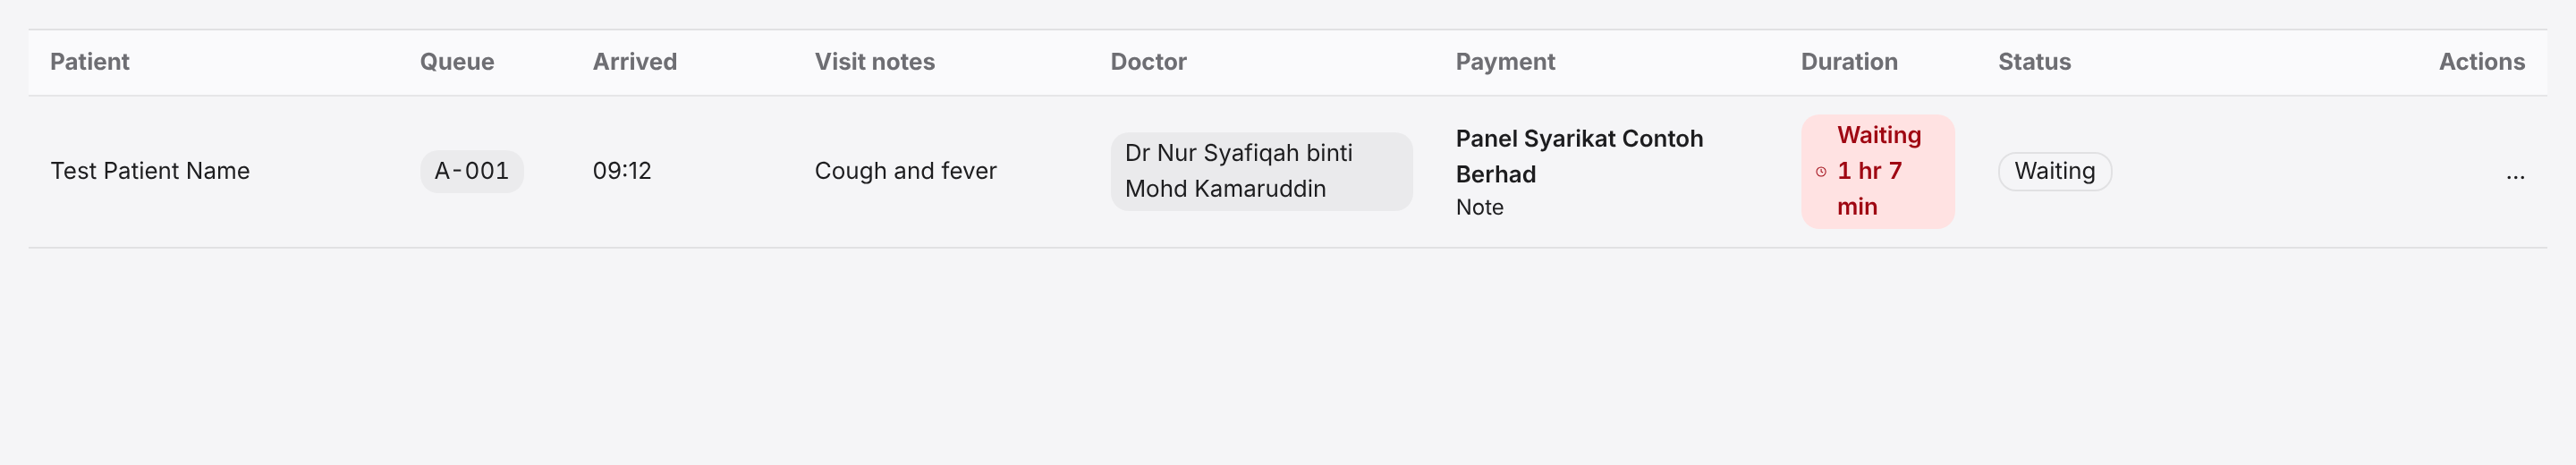 Patient Queue Arrived Visit notes Doctor Payment Duration Status Actions
Test Patient Name
A-001
09:12
Cough and fever
Dr Nur Syafiqah binti
Mohd Kamaruddin
Panel Syarikat Contoh
Berhad
Note
Waiting
1 hr 7
min
Waiting
...